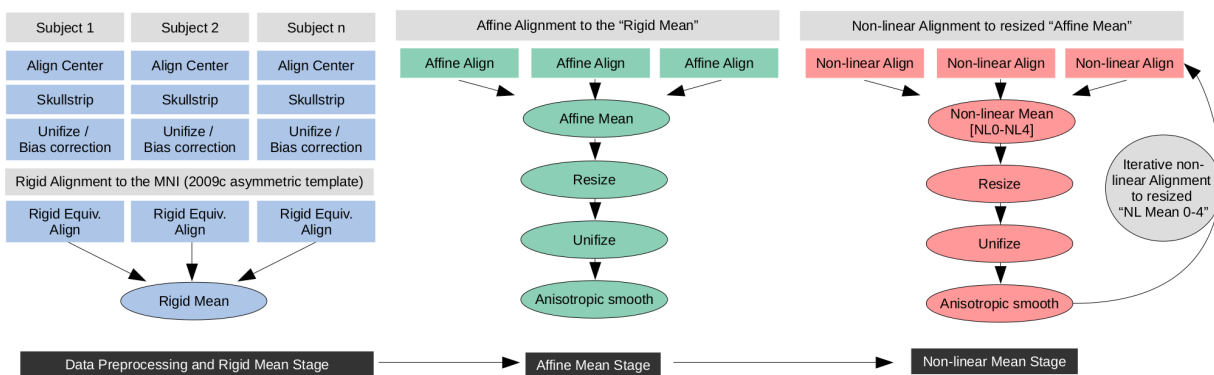 Subject 1
Subject 2
Subject n
Align Center
Align Center
Align Center
Skullstrip
Skullstrip
Skullstrip
Unifize /
Bias correction
Unifize /
Bias correction
Unifize /
Bias correction
Rigid Alignment to the MNI (2009c asymmetric template)
Rigid Equiv.
Align
Rigid Equiv.
Align
Rigid Equiv.
Align
Rigid Mean
Data Preprocessing and Rigid Mean Stage
Affine Alignment to the “Rigid Mean”
Affine Align
Affine Align
Affine Align
Affine Mean
Resize
Unifize
Anisotropic smooth
Affine Mean Stage
Non-linear Alignment to resized “Affine Mean”
Non-linear Align
Non-linear Align
Non-linear Align
Non-linear Mean
[NL0-NL4]
Resize
Unifize
Anisotropic smooth
Iterative non-
linear Alignment
to resized
“NL Mean 0-4”
Non-linear Mean Stage